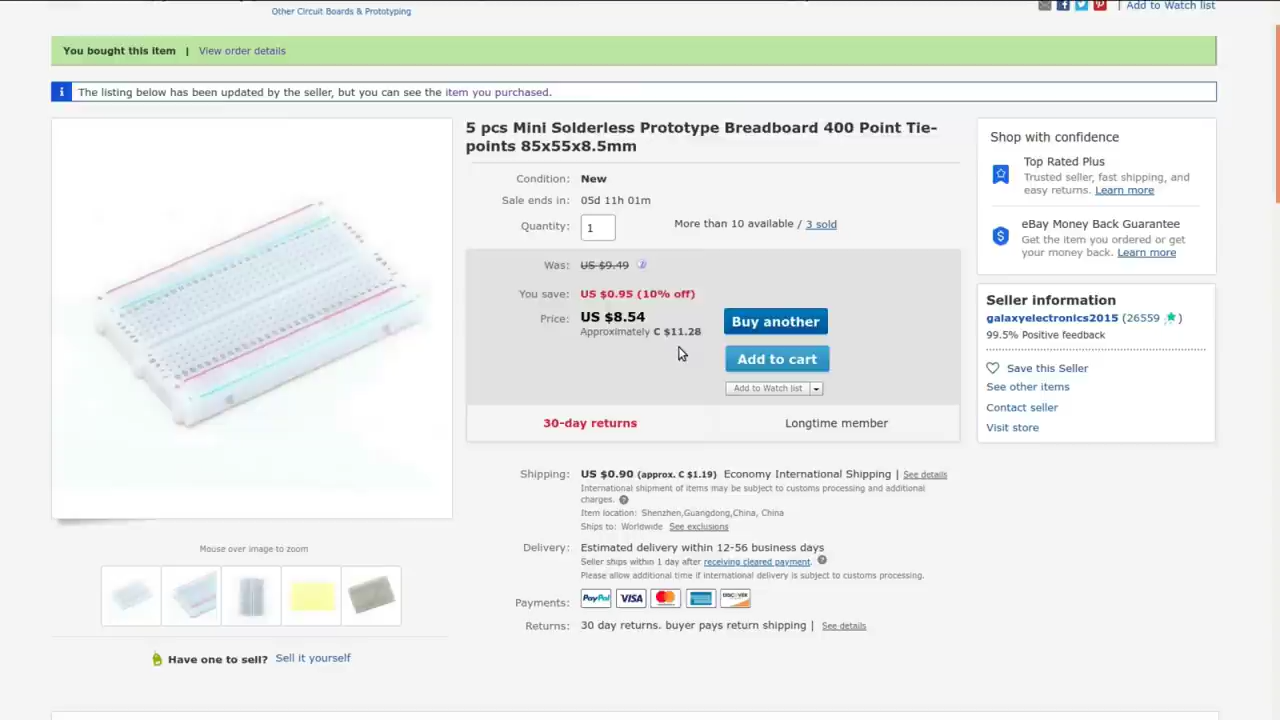 Other Circuit Boards & Prototyping
Add to Watch list
You bought this item | View order details
The listing below has been updated by the seller, but you can see the item you purchased.
5 pcs Mini Solderless Prototype Breadboard 400 Point Tie-
points 85x55x8.5mm
Condition: New
Sale ends in: 05d 11h 01m
Quantity: 1 More than 10 available / 3 sold
Was: US $9.49
You save: US $0.95 (10% off)
Price: US $8.54
Approximately C $11.28
Buy another
Add to cart
Add to Watch list
30-day returns Longtime member
Shipping: US $0.90 (approx. C $1.19) Economy International Shipping | See details
International shipment of items may be subject to customs processing and additional
charges.
Item location: Shenzhen,Guangdong,China, China
Ships to: Worldwide See exclusions
Delivery: Estimated delivery within 12-56 business days
Seller ships within 1 day after receiving cleared payment.
Please allow additional time if international delivery is subject to customs processing.
Payments: PayPal VISA DISCOVER
Returns: 30 day returns. buyer pays return shipping | See details
Mouse over image to zoom
Have one to sell? Sell it yourself
Shop with confidence
Top Rated Plus
Trusted seller, fast shipping, and
easy returns. Learn more
eBay Money Back Guarantee
Get the item you ordered or get
your money back. Learn more
Seller information
galaxyelectronics2015 (26559 )
99.5% Positive feedback
Save this Seller
See other items
Contact seller
Visit store